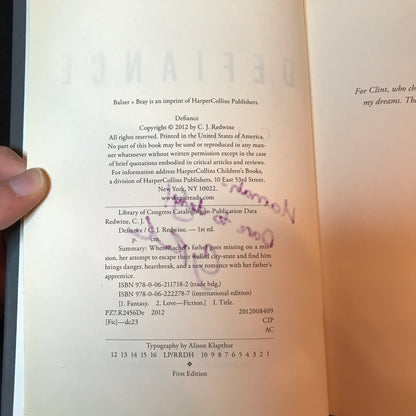 DEFIANCE
Balzer + Bray is an imprint of HarperCollins Publishers.
Defiance
Copyright © 2012 by C. J. Redwine
All rights reserved. Printed in the United States of America.
No part of this book may be used or reproduced in any manner
whatsoever without written permission except in the case of
brief quotations embodied in critical articles and reviews.
For information address HarperCollins Children's Books,
a division of HarperCollins Publishers, 10 East 53rd Street,
New York, NY 10022.
www.epicreads.com
Library of Congress Cataloging-in-Publication Data
Redwine, C. J.
Defiance / C. J. Redwine. — 1st ed.
p. cm.
Summary: When Rachel's father goes missing on a mis-
sion, her attempt to escape their walled city-state and find him
brings danger, heartbreak, and a new romance with her father's
apprentice.
ISBN 978-0-06-211718-2 (trade bdg.)
ISBN 978-0-06-222278-7 (international edition)
[1. Fantasy. 2. Love—Fiction.] I. Title.
PZ7.R2456De 2012 2012008409
[Fic]—dc23 CIP
AC
Typography by Alison Klapthor
12 13 14 15 16 LP/RRDH 10 9 8 7 6 5 4 3 2 1
First Edition
Hannah-
Dare to
For Clint, who ch
my dreams. Th